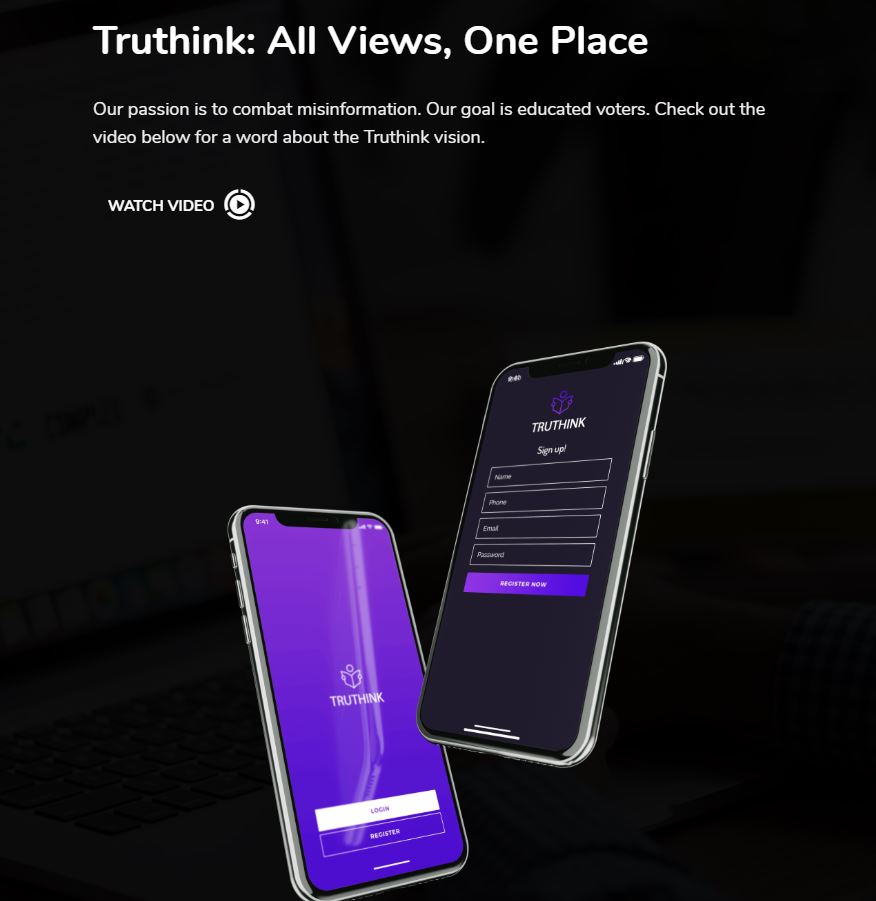 Truthink: All Views, One Place
Our passion is to combat misinformation. Our goal is educated voters. Check out the
video below for a word about the Truthink vision.
WATCH VIDEO
TRUTHINK
Sign up!
Name
Phone
Email
Password
REGISTER NOW
9:41
TRUTHINK
LOGIN
REGISTER